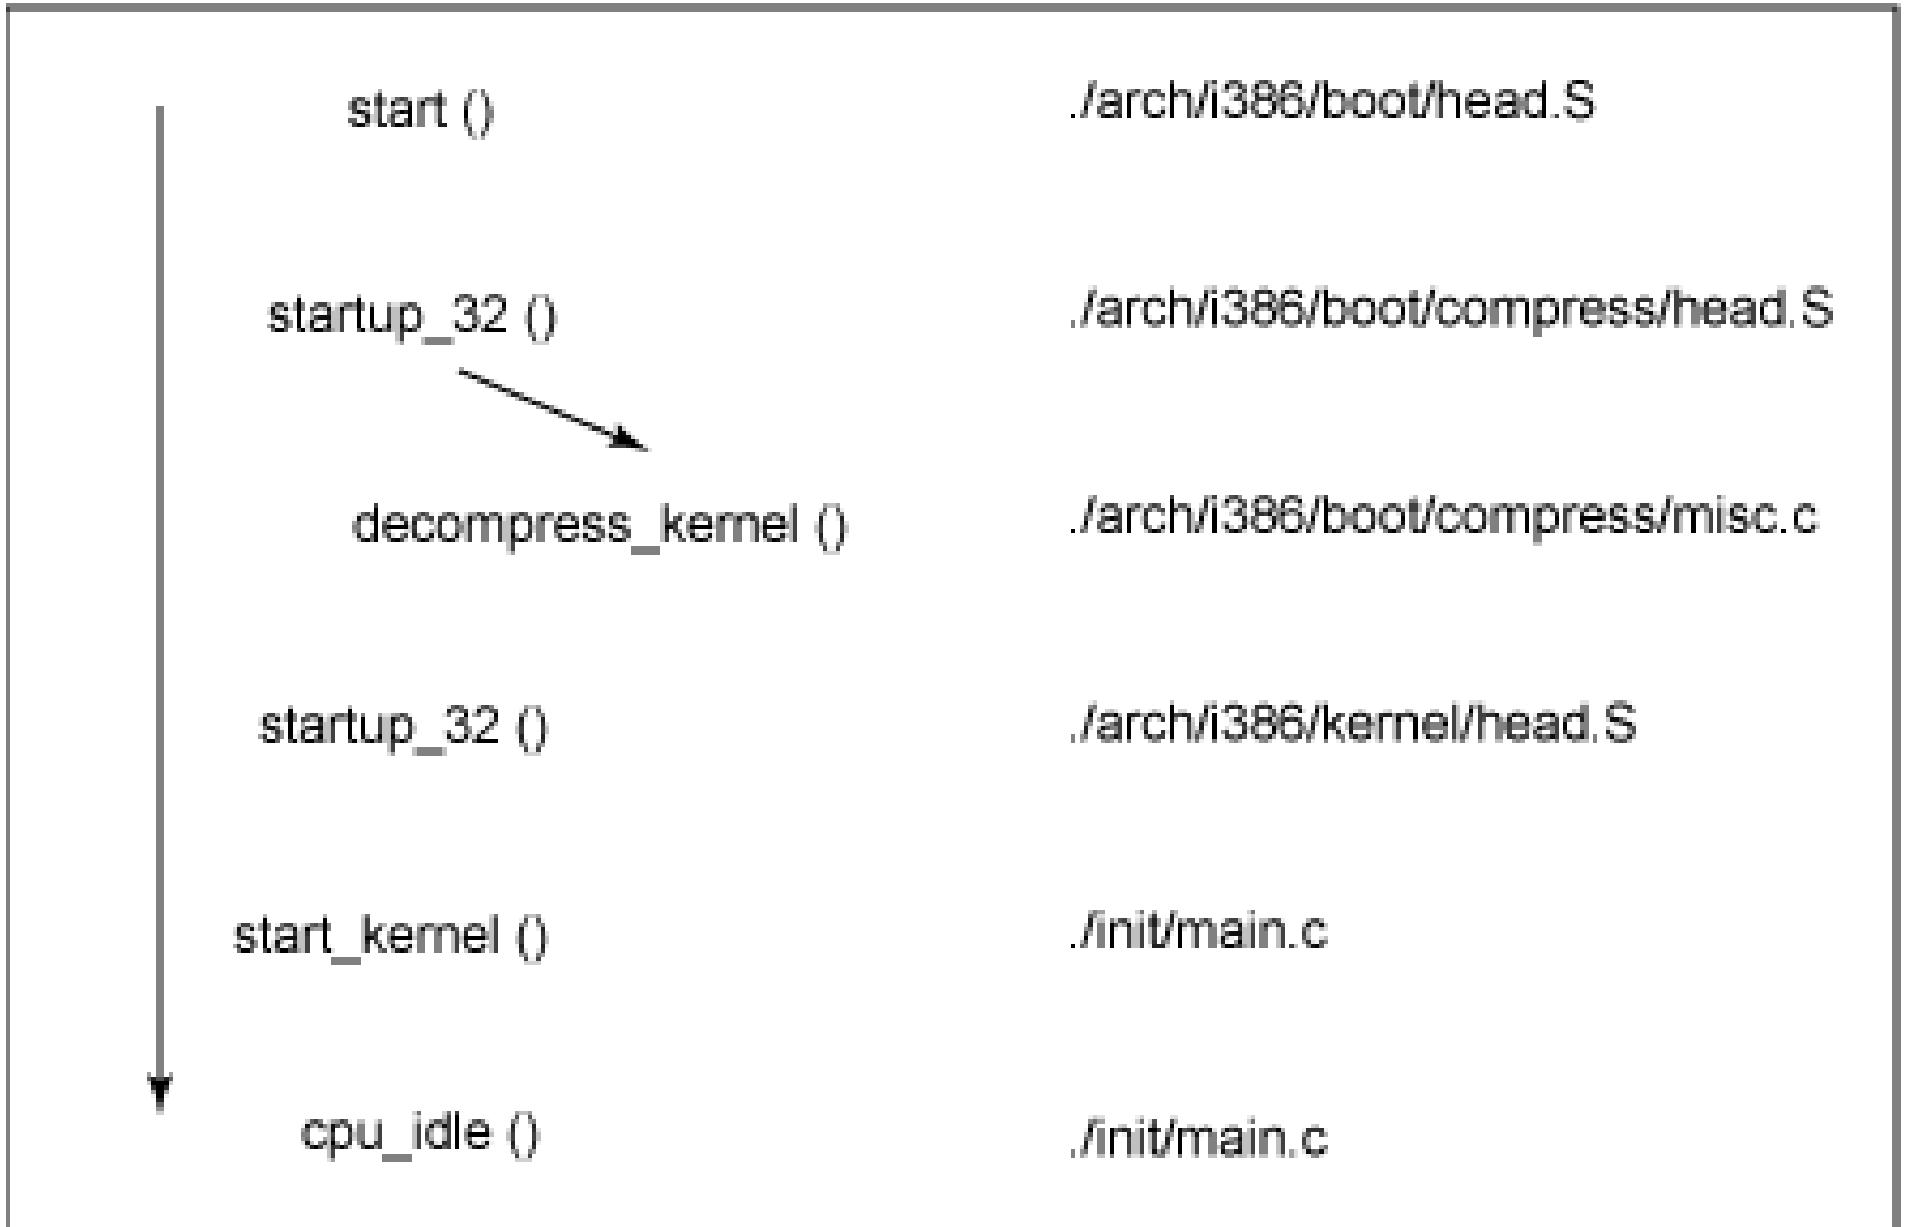 start () ./arch/i386/boot/head.S
startup_32 () ./arch/i386/boot/compress/head.S
decompress_kernel () ./arch/i386/boot/compress/misc.c
startup_32 () ./arch/i386/kernel/head.S
start_kernel () ./init/main.c
cpu_idle () ./init/main.c